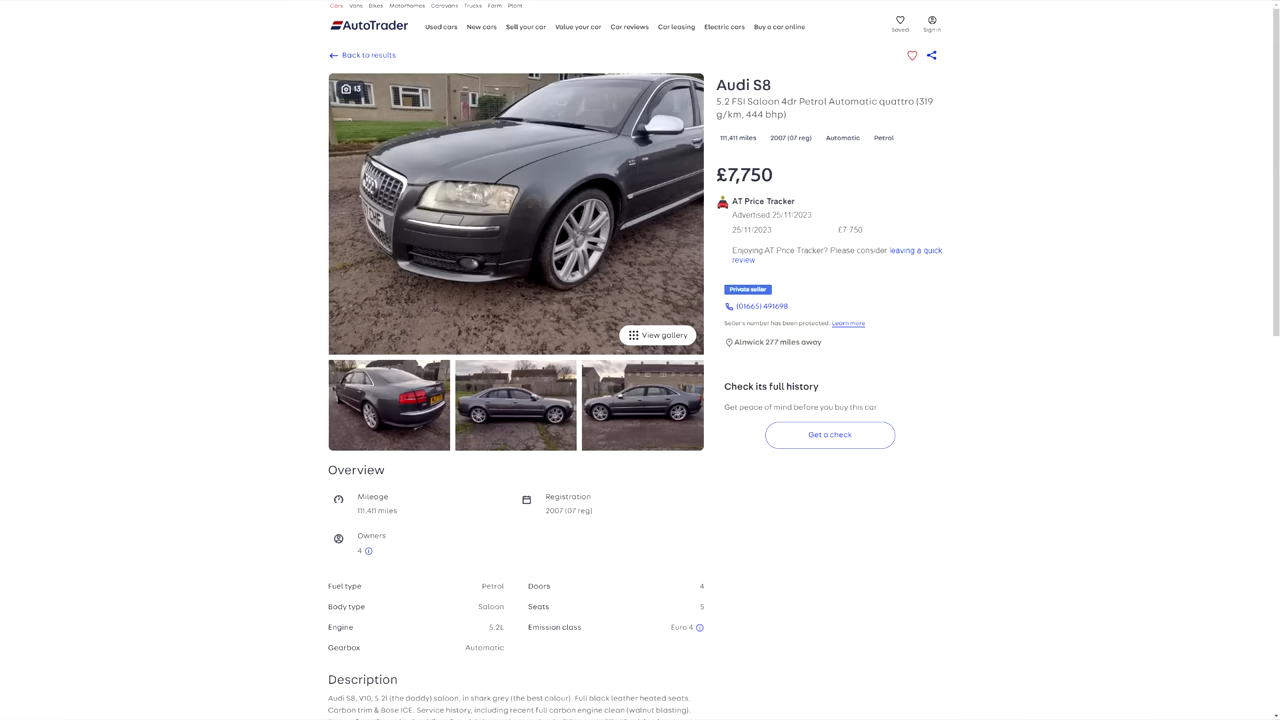 Cars Vans Bikes Motorhomes Caravans Trucks Farm Plant
AutoTrader
Used cars New cars Sell your car Value your car Car reviews Car leasing Electric cars Buy a car online
Saved Sign in
Back to results
13
View gallery
Audi S8
5.2 FSI Saloon 4dr Petrol Automatic quattro (319
g/km, 444 bhp)
111,411 miles 2007 (07 reg) Automatic Petrol
£7,750
AT Price Tracker
Advertised 25/11/2023
25/11/2023 £7 750
Enjoying AT Price Tracker? Please consider leaving a quick
review
Private seller
(01665) 491698
Seller's number has been protected. Learn more
Alnwick 277 miles away
Check its full history
Get peace of mind before you buy this car
Get a check
Overview
Mileage
111,411 miles
Registration
2007 (07 reg)
Owners
4
Fuel type Petrol
Doors 4
Body type Saloon
Seats 5
Engine 5.2L
Emission class Euro 4
Gearbox Automatic
Description
Audi S8, V10, 5.2l (the daddy) saloon, in shark grey (the best colour). Full black leather heated seats.
Carbon trim & Bose ICE. Service history, including recent full carbon engine clean (walnut blasting).